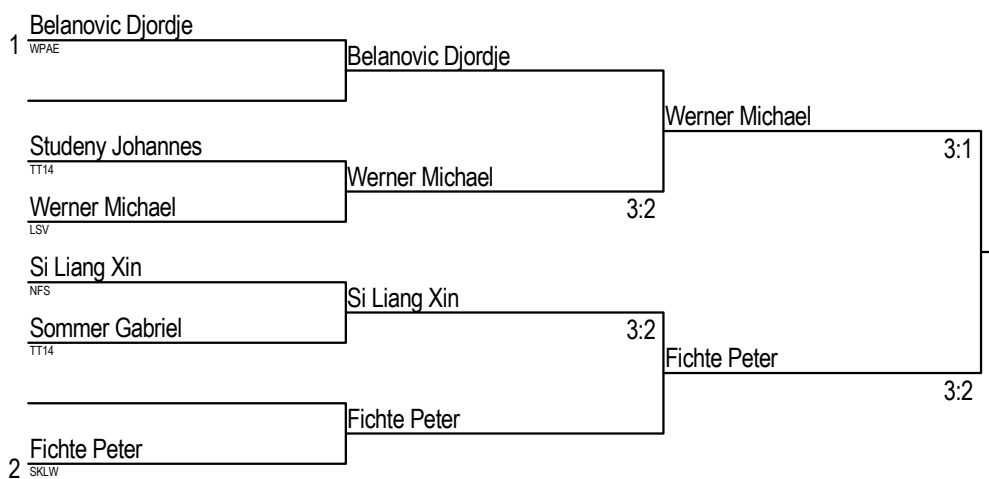 1
Belanovic Djordje
WPAE
Belanovic Djordje
Werner Michael
3:1
Studeny Johannes
TT14
Werner Michael
3:2
Werner Michael
LSV
Si Liang Xin
NFS
Si Liang Xin
3:2
Sommer Gabriel
TT14
Fichte Peter
3:2
Fichte Peter
2
Fichte Peter
SKLW